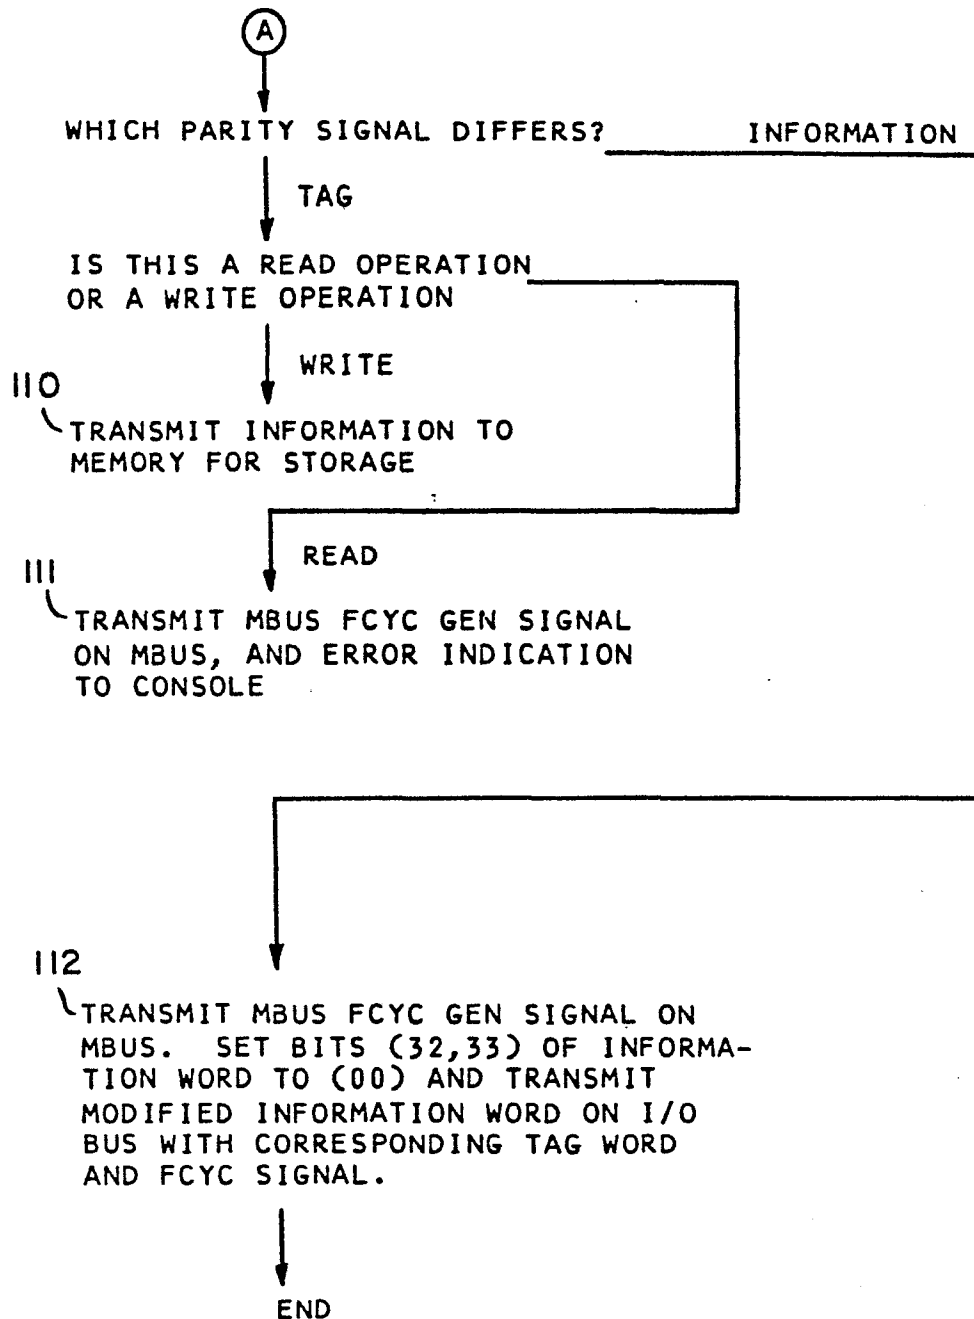 A
WHICH PARITY SIGNAL DIFFERS? INFORMATION
TAG
IS THIS A READ OPERATION
OR A WRITE OPERATION
WRITE
110
TRANSMIT INFORMATION TO
MEMORY FOR STORAGE
READ
111
TRANSMIT MBUS FCYC GEN SIGNAL
ON MBUS, AND ERROR INDICATION
TO CONSOLE
112
TRANSMIT MBUS FCYC GEN SIGNAL ON
MBUS. SET BITS (32,33) OF INFORMA-
TION WORD TO (00) AND TRANSMIT
MODIFIED INFORMATION WORD ON I/O
BUS WITH CORRESPONDING TAG WORD
AND FCYC SIGNAL.
END